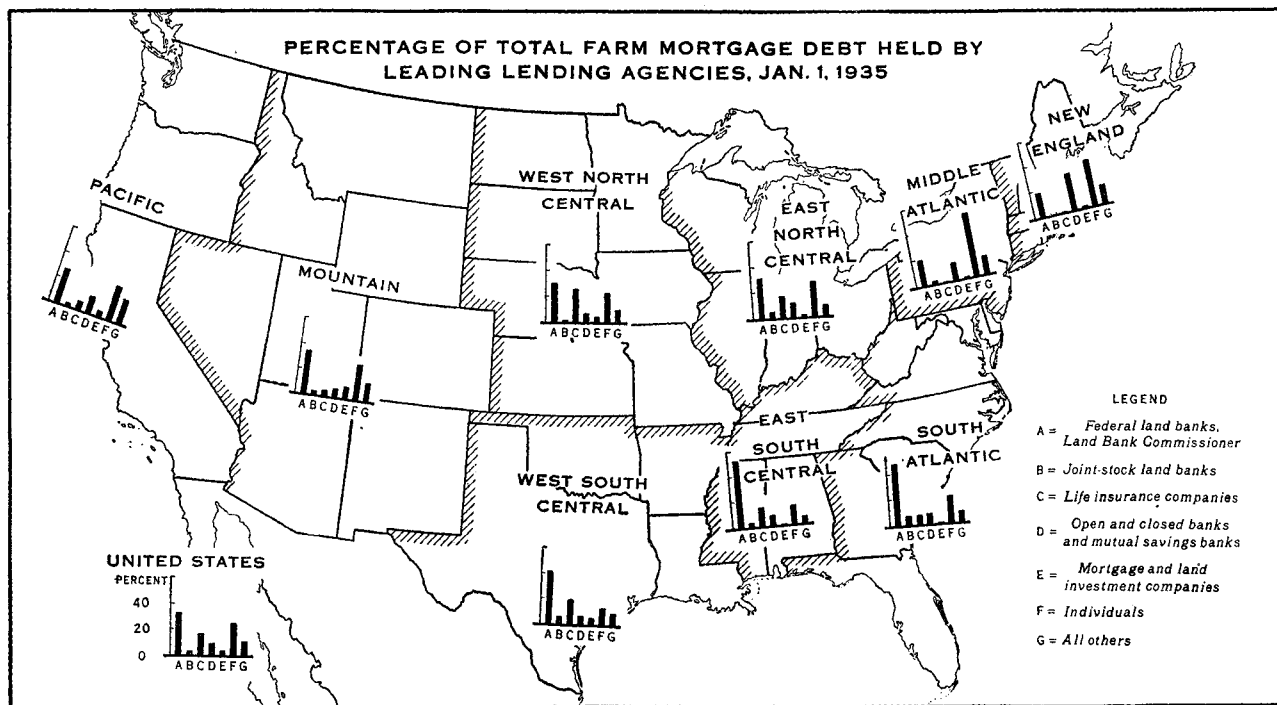 PERCENTAGE OF TOTAL FARM MORTGAGE DEBT HELD BY
LEADING LENDING AGENCIES, JAN. 1, 1935
PACIFIC
ABCDEFG
MOUNTAIN
ABCDEFG
WEST NORTH
CENTRAL
ABCDEFG
EAST
NORTH
CENTRAL
ABCDEFG
MIDDLE
ATLANTIC
ABCDEFG
NEW
ENGLAND
ABCDEFG
WEST SOUTH
CENTRAL
ABCDEFG
EAST
SOUTH
CENTRAL
ABCDEFG
SOUTH
ATLANTIC
ABCDEFG
UNITED STATES
PERCENT
40
20
0
ABCDEFG
LEGEND
A = Federal land banks,
Land Bank Commissioner
B = Joint-stock land banks
C = Life insurance companies
D = Open and closed banks
and mutual savings banks
E = Mortgage and land
investment companies
F = Individuals
G = All others